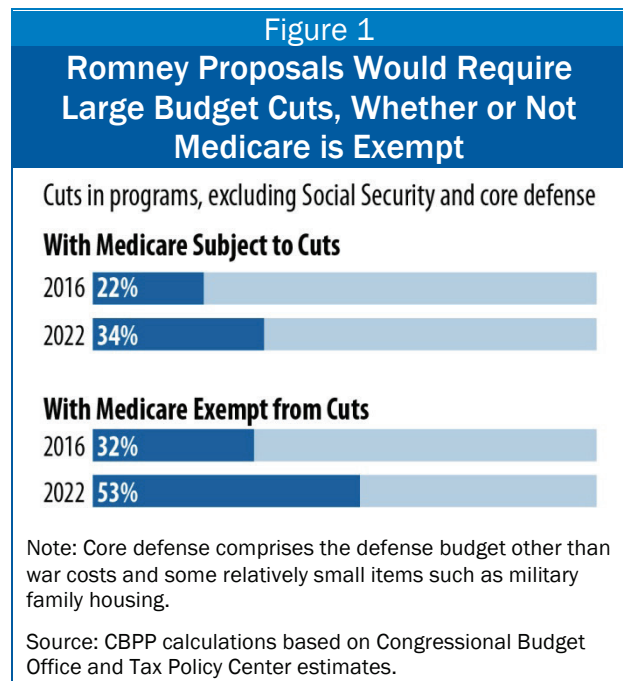 Figure 1
Romney Proposals Would Require
Large Budget Cuts, Whether or Not
Medicare is Exempt
Cuts in programs, excluding Social Security and core defense
With Medicare Subject to Cuts
2016 22%
2022 34%
With Medicare Exempt from Cuts
2016 32%
2022 53%
Note: Core defense comprises the defense budget other than
war costs and some relatively small items such as military
family housing.
Source: CBPP calculations based on Congressional Budget
Office and Tax Policy Center estimates.